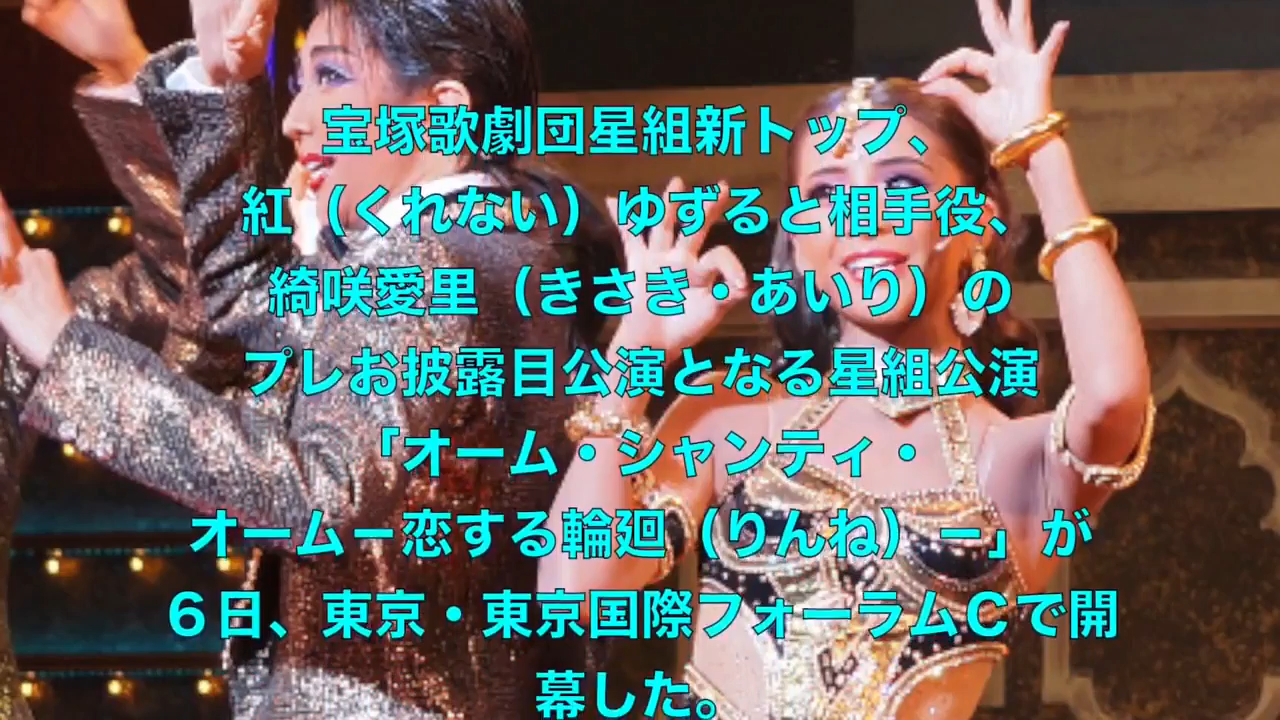 宝塚歌劇団星組新トップ、
紅（くれない）ゆずると相手役、
綺咲愛里（きさき・あいり）の
プレお披露目公演となる星組公演
「オーム・シャンティ・
オーム－恋する輪廻（りんね）－」が
６日、東京・東京国際フォーラムＣで開
幕した。